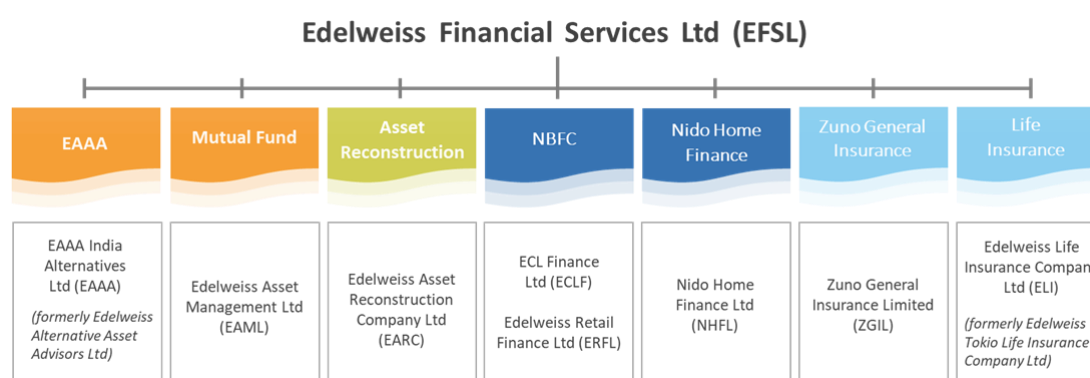 Edelweiss Financial Services Ltd (EFSL)
EAAA
Mutual Fund
Asset
Reconstruction
NBFC
Nido Home
Finance
Zuno General
Insurance
Life
Insurance
EAAA India
Alternatives
Ltd (EAAA)
(formerly Edelweiss
Alternative Asset
Advisors Ltd)
Edelweiss Asset
Management Ltd
(EAML)
Edelweiss Asset
Reconstruction
Company Ltd
(EARC)
ECL Finance
Ltd (ECLF)
Edelweiss Retail
Finance Ltd (ERFL)
Nido Home
Finance Ltd
(NHFL)
Zuno General
Insurance Limited
(ZGIL)
Edelweiss Life
Insurance Compan
Ltd (ELI)
(formerly Edelweiss
Tokio Life Insurance
Company Ltd)